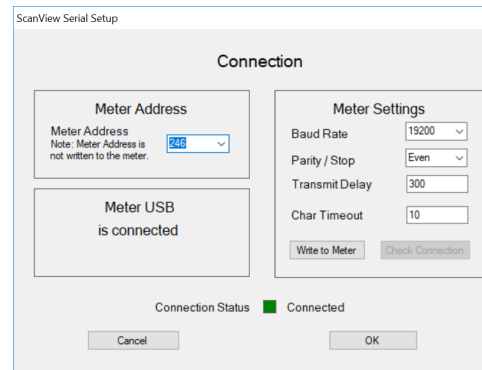 ScanView Serial Setup
Connection
Meter Address
Meter Address
Note: Meter Address is
not written to the meter.
246
Meter USB
is connected
Meter Settings
Baud Rate 19200
Parity / Stop Even
Transmit Delay 300
Char Timeout 10
Write to Meter Check Connection
Connection Status Connected
Cancel OK